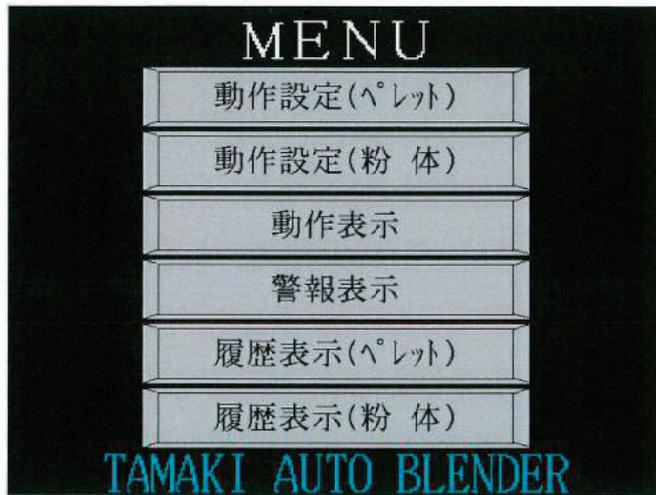 MENU
動作設定(ﾍﾟﾚｯﾄ)
動作設定(粉 体)
動作表示
警報表示
履歴表示(ﾍﾟﾚｯﾄ)
履歴表示(粉 体)
TAMAKI AUTO BLENDER